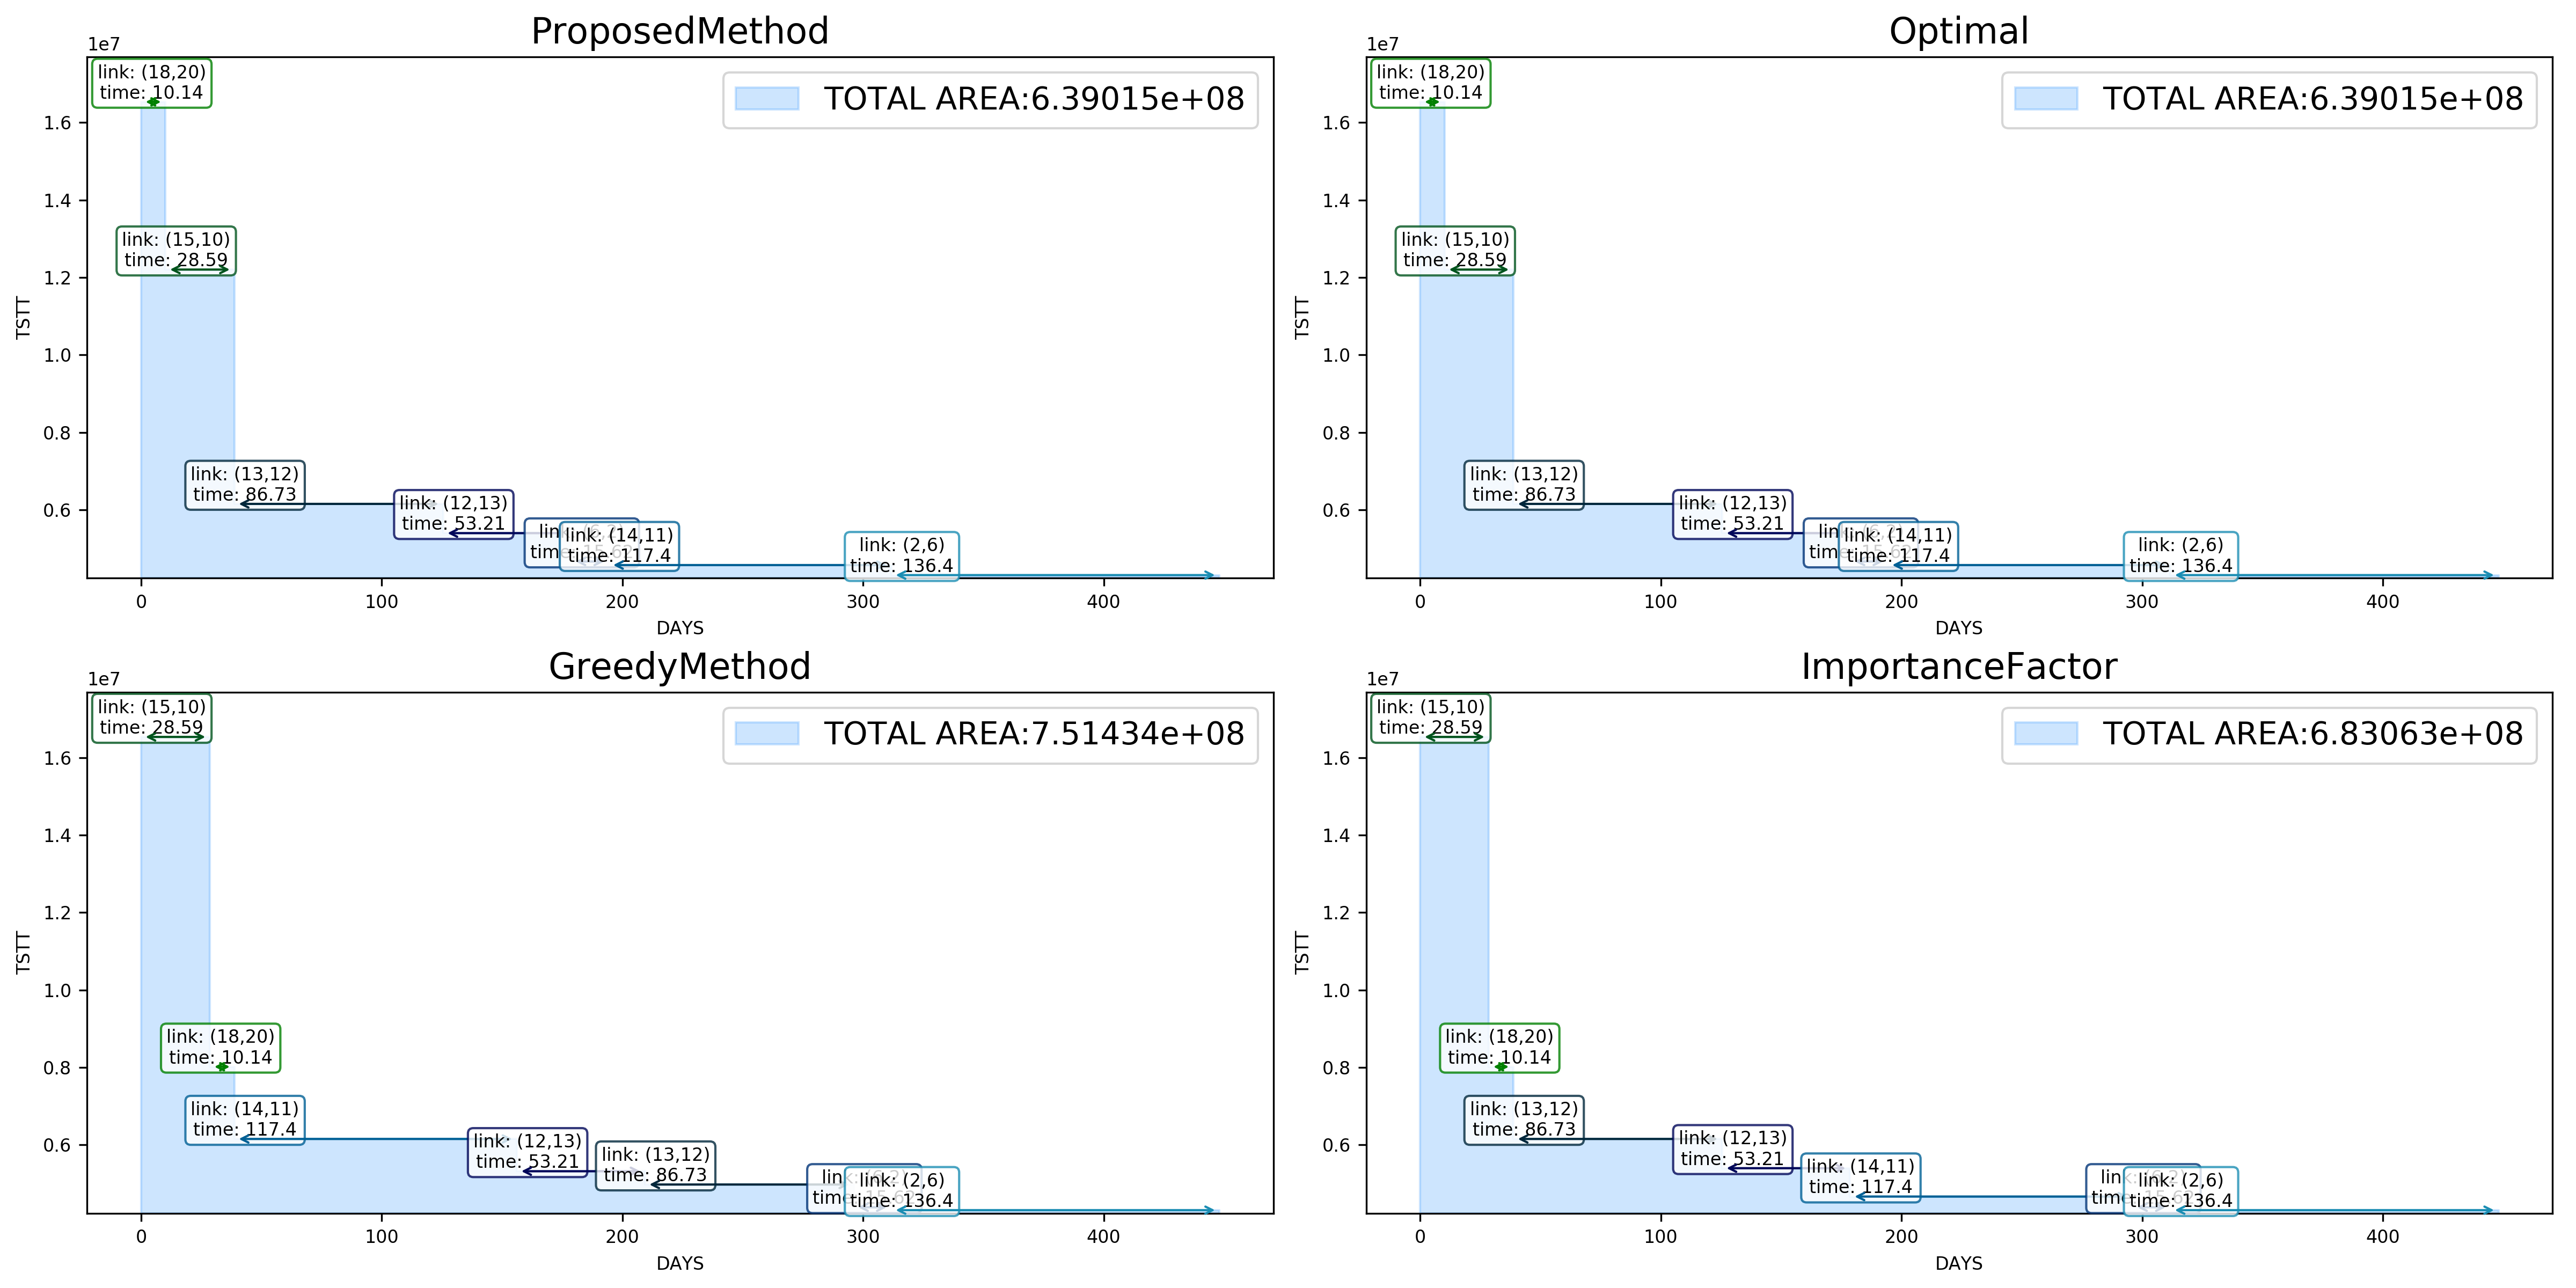 ProposedMethod
1e7
TOTAL AREA:6.39015e+08
link: (18,20)
time: 10.14
link: (15,10)
time: 28.59
link: (13,12)
time: 86.73
link: (12,13)
time: 53.21
link: (14,11)
time: 117.4
link: (2,6)
time: 136.4
1.6
1.4
1.2
1.0
0.8
0.6
TSTT
0
100
200
300
400
DAYS
Optimal
1e7
TOTAL AREA:6.39015e+08
link: (18,20)
time: 10.14
link: (15,10)
time: 28.59
link: (13,12)
time: 86.73
link: (12,13)
time: 53.21
link: (14,11)
time: 117.4
link: (2,6)
time: 136.4
1.6
1.4
1.2
1.0
0.8
0.6
TSTT
0
100
200
300
400
DAYS
GreedyMethod
1e7
TOTAL AREA:7.51434e+08
link: (15,10)
time: 28.59
link: (18,20)
time: 10.14
link: (14,11)
time: 117.4
link: (12,13)
time: 53.21
link: (13,12)
time: 86.73
link: (2,6)
time: 136.4
1.6
1.4
1.2
1.0
0.8
0.6
TSTT
0
100
200
300
400
DAYS
ImportanceFactor
1e7
TOTAL AREA:6.83063e+08
link: (15,10)
time: 28.59
link: (18,20)
time: 10.14
link: (13,12)
time: 86.73
link: (12,13)
time: 53.21
link: (14,11)
time: 117.4
link: (2,6)
time: 136.4
1.6
1.4
1.2
1.0
0.8
0.6
TSTT
0
100
200
300
400
DAYS